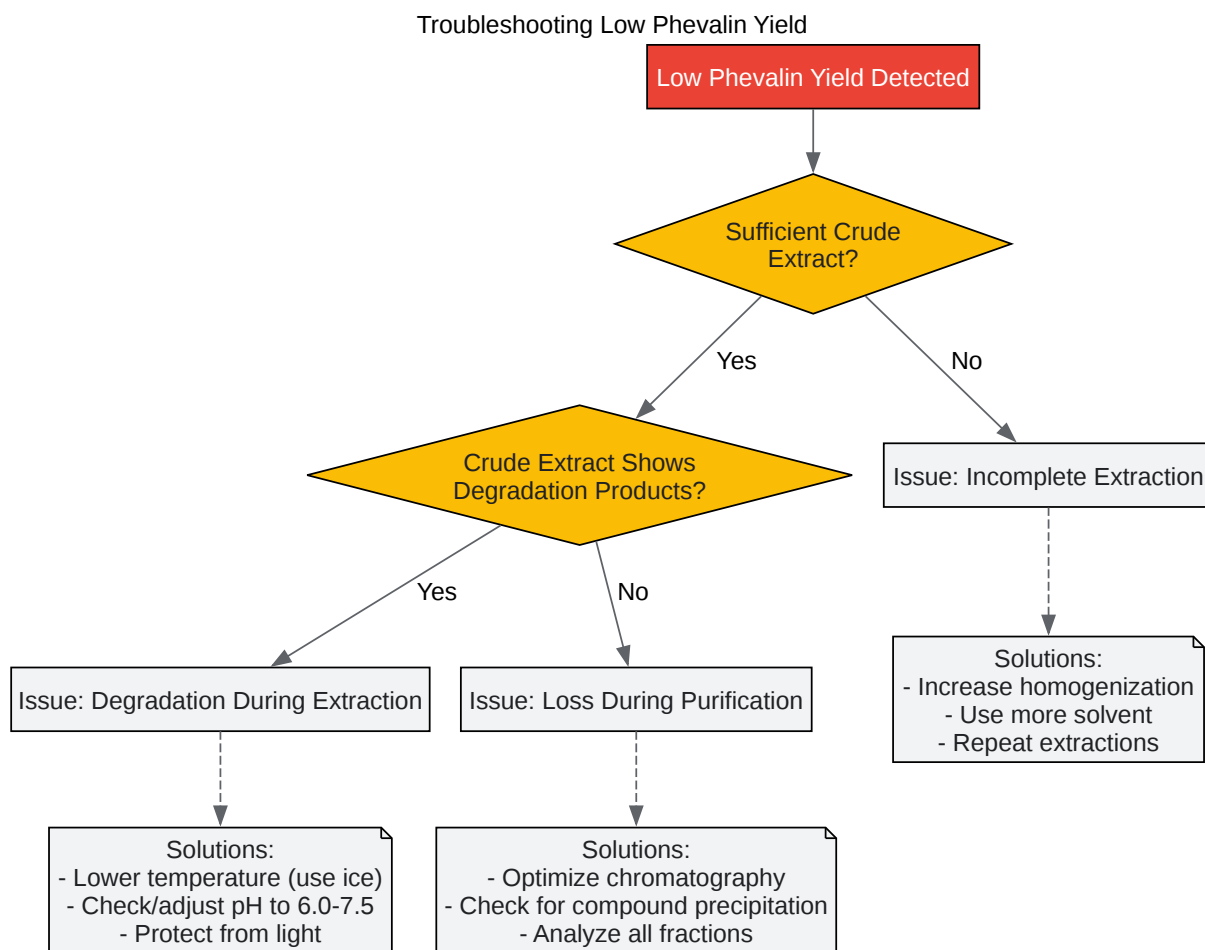 Troubleshooting Low Phevalin Yield
Low Phevalin Yield Detected
Sufficient Crude
Extract?
Yes
No
Crude Extract Shows
Degradation Products?
Issue: Incomplete Extraction
Yes
No
Solutions:
- Increase homogenization
- Use more solvent
- Repeat extractions
Issue: Degradation During Extraction
Issue: Loss During Purification
Solutions:
- Lower temperature (use ice)
- Check/adjust pH to 6.0-7.5
- Protect from light
Solutions:
- Optimize chromatography
- Check for compound precipitation
- Analyze all fractions